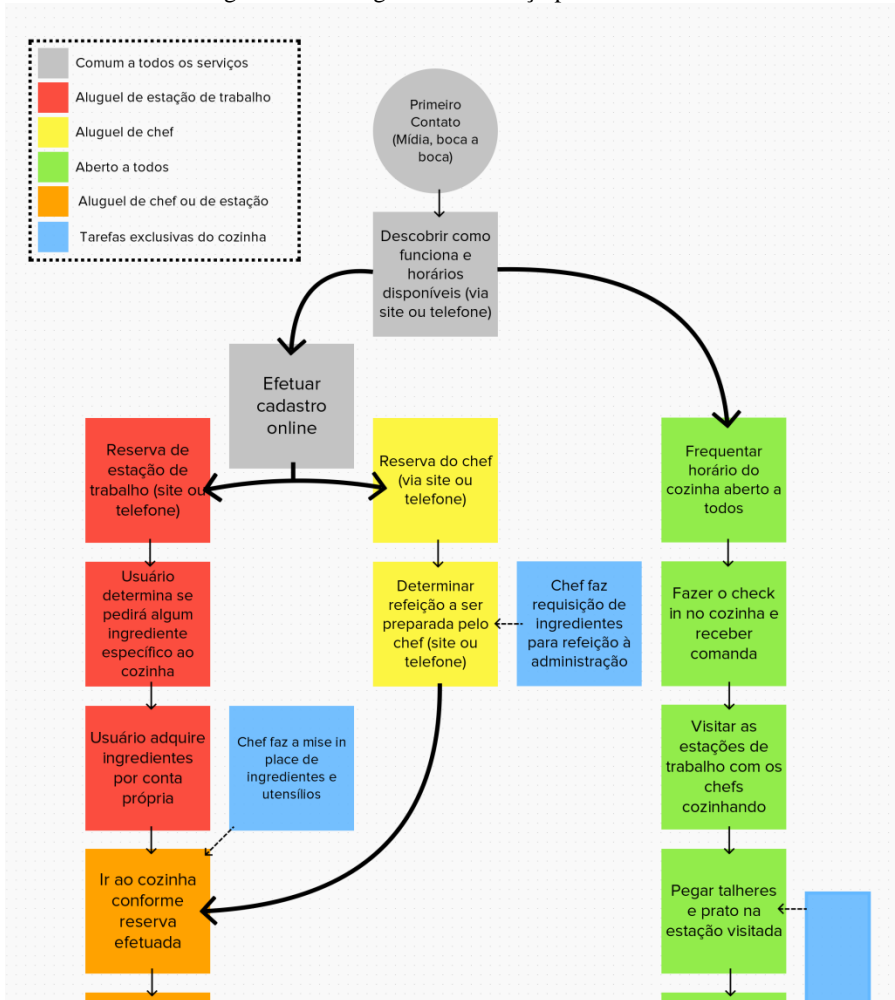 Comum a todos os serviços
Aluguel de estação de trabalho
Aluguel de chef
Aberto a todos
Aluguel de chef ou de estação
Tarefas exclusivas do cozinha
Primeiro
Contato
(Mídia, boca a
boca)
Descobrir como
funciona e
horários
disponíveis (via
site ou telefone)
Efetuar
cadastro
online
Reserva de
estação de
trabalho (site ou
telefone)
Reserva do chef
(via site ou
telefone)
Frequentar
horário do
cozinha aberto a
todos
Usuário
determina se
pedirá algum
ingrediente
específico ao
cozinha
Determinar
refeição a ser
preparada pelo
chef (site ou
telefone)
Chef faz
requisição de
ingredientes
para refeição à
administração
Fazer o check
in no cozinha e
receber
comanda
Usuário adquire
ingredientes
por conta
própria
Chef faz a mise in
place de
ingredientes e
utensílios
Visitar as
estações de
trabalho com os
chefs
cozinhando
Ir ao cozinha
conforme
reserva
efetuada
Pegar talheres
e prato na
estação visitada